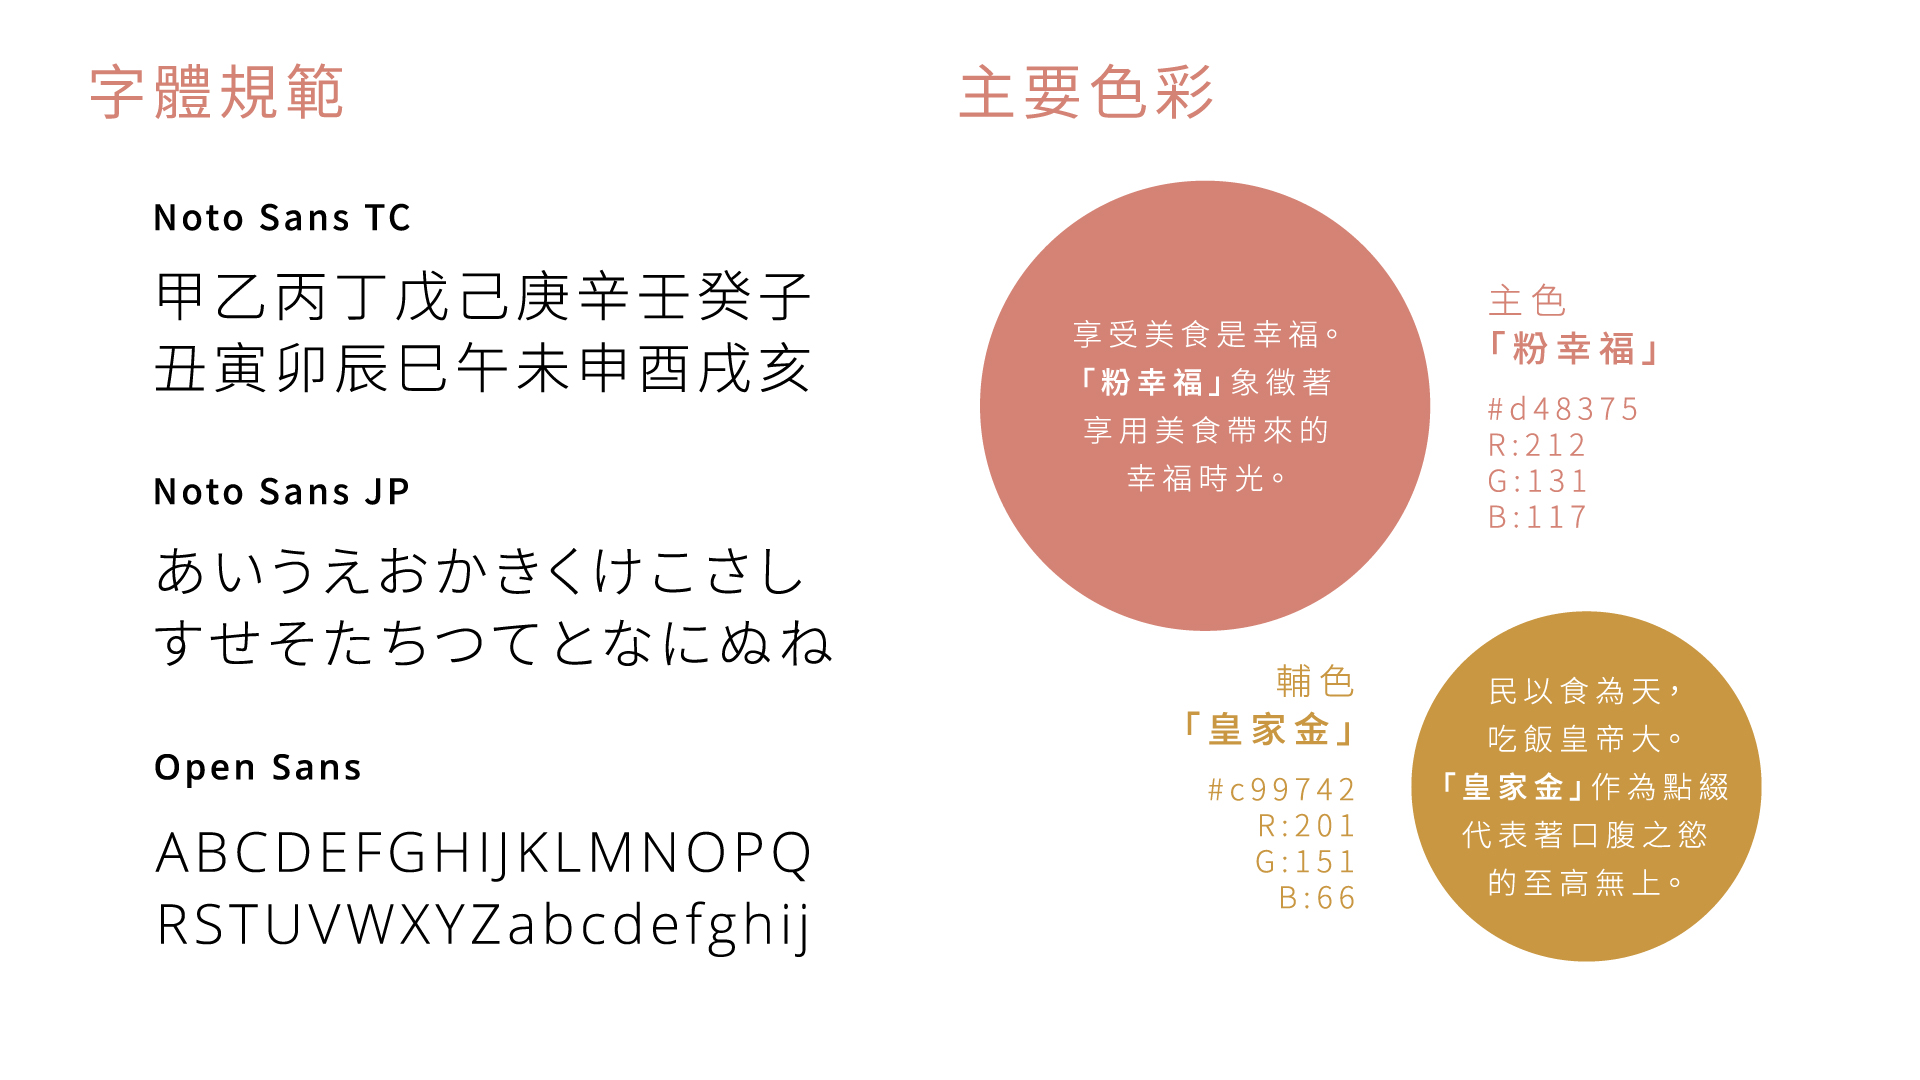 字體規範
Noto Sans TC
甲乙丙丁戊己庚辛壬癸子
丑寅卯辰巳午未申酉戌亥
Noto Sans JP
あいうえおかきくけこさし
すせそたちつてとなにぬね
Open Sans
ABCDEFGHIJKLMNOPQ
RSTUVWXYZabcdefghij
主要色彩
享受美食是幸福。
「粉幸福」象徵著
享用美食帶來的
幸福時光。
主色
「粉幸福」
#d48375
R:212
G:131
B:117
輔色
「皇家金」
#c99742
R:201
G:151
B:66
民以食為天，
吃飯皇帝大。
「皇家金」作為點綴
代表著口腹之慾
的至高無上。